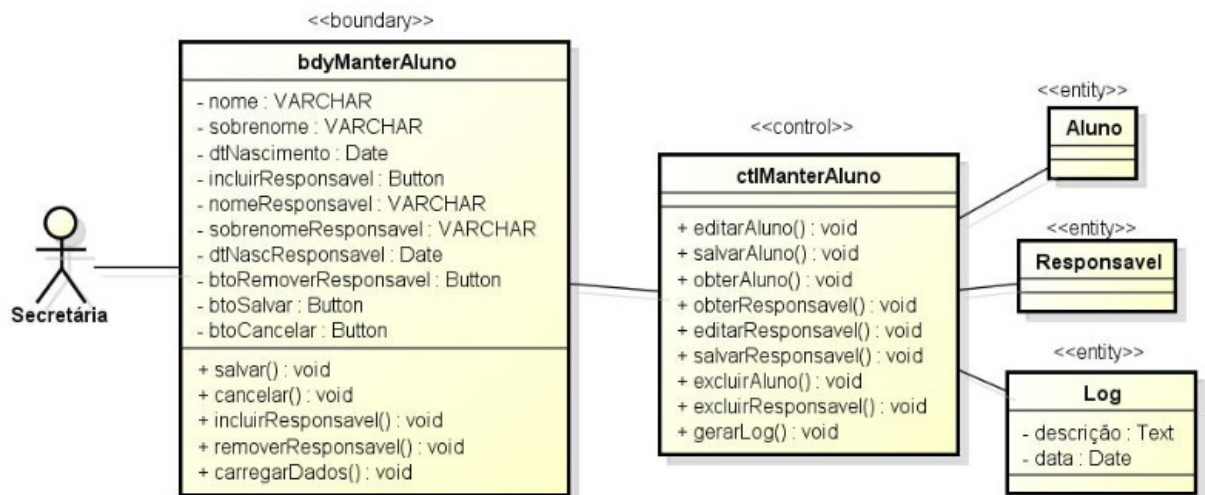 <<boundary>>
bdyManterAluno
- nome : VARCHAR
- sobrenome : VARCHAR
- dtNascimento : Date
- incluirResponsavel : Button
- nomeResponsavel : VARCHAR
- sobrenomeResponsavel : VARCHAR
- dtNascResponsavel : Date
- btoRemoverResponsavel : Button
- btoSalvar : Button
- btoCancelar : Button
+ salvar() : void
+ cancelar() : void
+ incluirResponsavel() : void
+ removerResponsavel() : void
+ carregarDados() : void
Secretária
<<control>>
ctlManterAluno
+ editarAluno() : void
+ salvarAluno() : void
+ obterAluno() : void
+ obterResponsavel() : void
+ editarResponsavel() : void
+ salvarResponsavel() : void
+ excluirAluno() : void
+ excluirResponsavel() : void
+ gerarLog() : void
<<entity>>
Aluno
<<entity>>
Responsavel
<<entity>>
Log
- descrição : Text
- data : Date